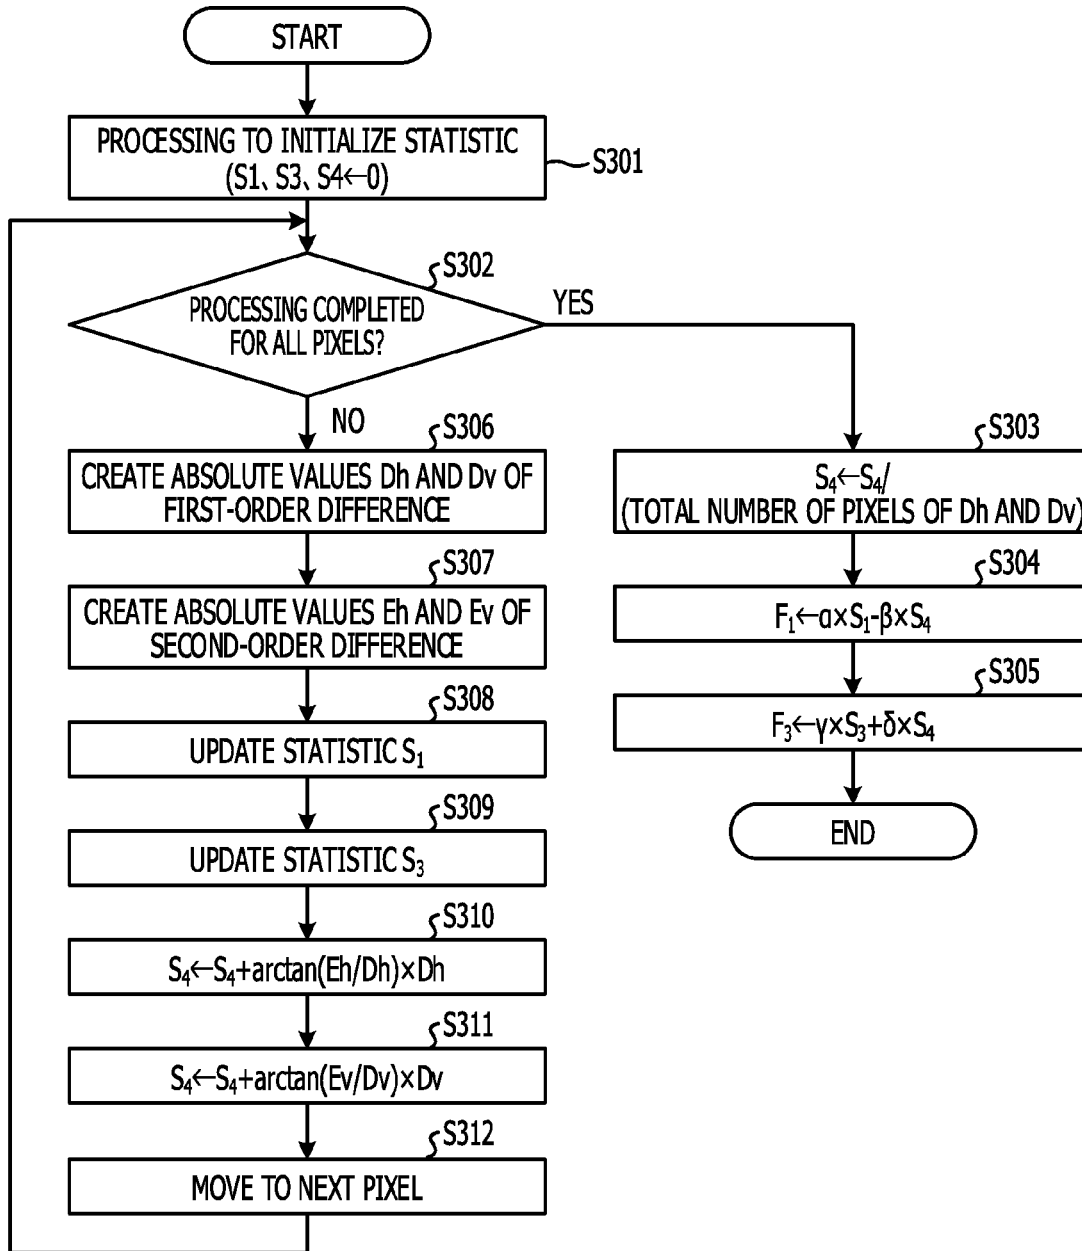 START
PROCESSING TO INITIALIZE STATISTIC
(S1、S3、S4←0)
S301
S302
PROCESSING COMPLETED
FOR ALL PIXELS?
YES
NO
S306
CREATE ABSOLUTE VALUES Dh AND Dv OF
FIRST-ORDER DIFFERENCE
S307
CREATE ABSOLUTE VALUES Eh AND Ev OF
SECOND-ORDER DIFFERENCE
S308
UPDATE STATISTIC S₁
S309
UPDATE STATISTIC S₃
S310
S₄←S₄+arctan(Eh/Dh)×Dh
S311
S₄←S₄+arctan(Ev/Dv)×Dv
S312
MOVE TO NEXT PIXEL
S303
S₄←S₄/
(TOTAL NUMBER OF PIXELS OF Dh AND Dv)
S304
F₁←α×S₁-β×S₄
S305
F₃←γ×S₃+δ×S₄
END